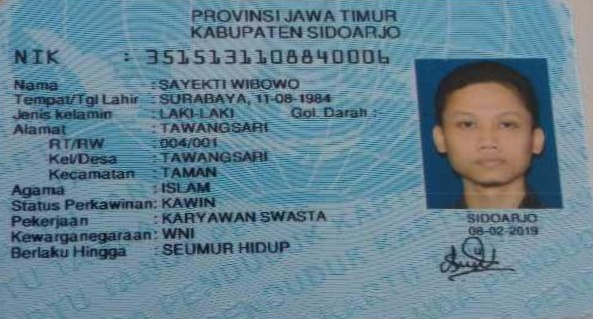 PROVINSI JAWA TIMUR
KABUPATEN SIDOARJO
NIK : 3515131108840006
Nama : SAYEKTI WIBOWO
Tempat/Tgl Lahir : SURABAYA, 11-08-1984
Jenis kelamin : LAKI-LAKI Gol. Darah :
Alamat : TAWANGSARI
RT/RW : 004/001
Kel/Desa : TAWANGSARI
Kecamatan : TAMAN
Agama : ISLAM
Status Perkawinan: KAWIN
Pekerjaan : KARYAWAN SWASTA
Kewarganegaraan: WNI
Berlaku Hingga : SEUMUR HIDUP
SIDOARJO
08-02-2019